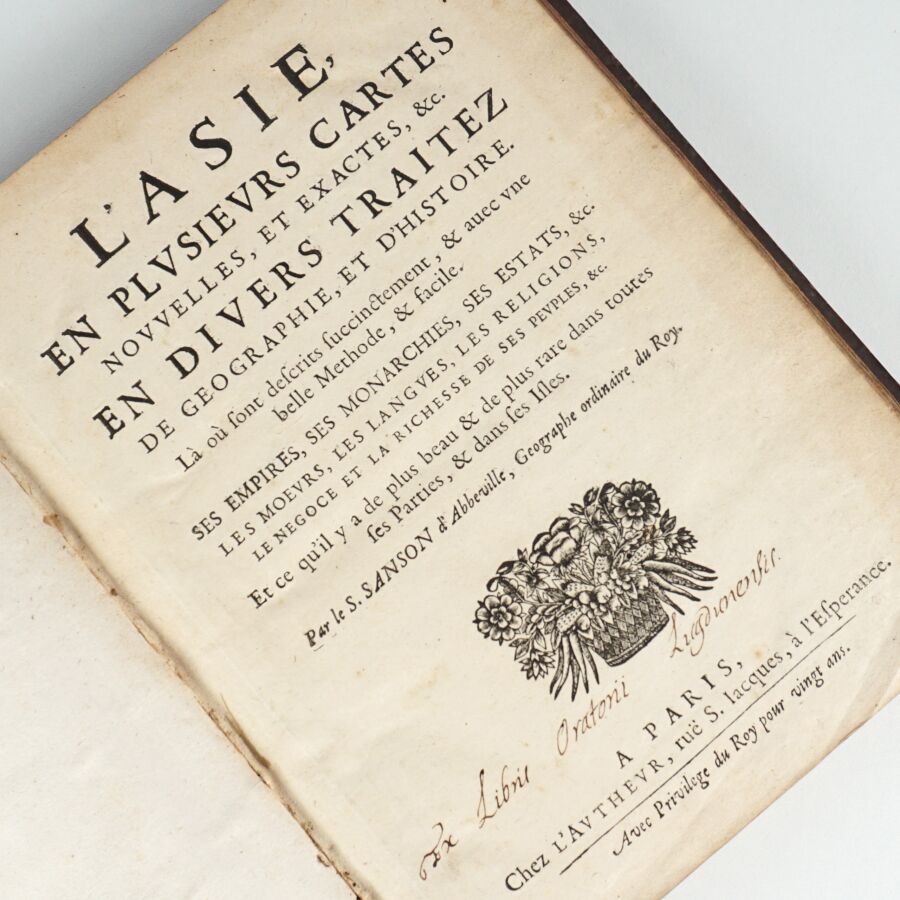 L'ASIE,
EN PLVSIEVRS CARTES
NOVVELLES, ET EXACTES, &c.
EN DIVERS TRAITEZ
DE GEOGRAPHIE, ET D'HISTOIRE.
Là où ſont deſcrits ſuccinctement, & auec vne
belle Methode, & facile.
SES EMPIRES, SES MONARCHIES, SES ESTATS, &c.
LES MOEVRS, LES LANGVES, LES RELIGIONS,
LE NEGOCE ET LA RICHESSE DE SES PEVPLES, &c.
Et ce qu'il y a de plus beau & de plus rare dans toutes
ſes Parties, & dans ſes Iſles.
Par le S. SANSON d'Abbeville, Geographe ordinaire du Roy.
Ex Libris Oratorii Lugdunensis.
A PARIS,
Chez L'AVTHEVR, ruë S. Iacques, à l'Eſperance.
Avec Privilege du Roy pour vingt ans.